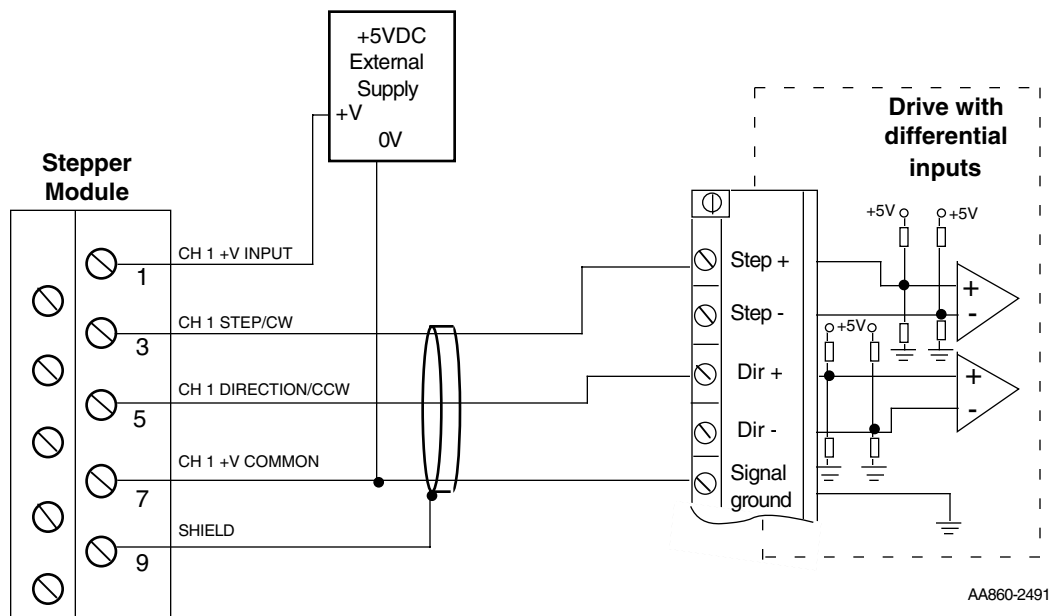 +5VDC
External
Supply
+V
0V
Stepper
Module
CH 1 +V INPUT
1
CH 1 STEP/CW
3
CH 1 DIRECTION/CCW
5
CH 1 +V COMMON
7
SHIELD
9
Drive with
differential
inputs
+5V
+5V
Step +
+
Step -
-
+5V
Dir +
+
Dir -
-
Signal
ground
AA860-2491